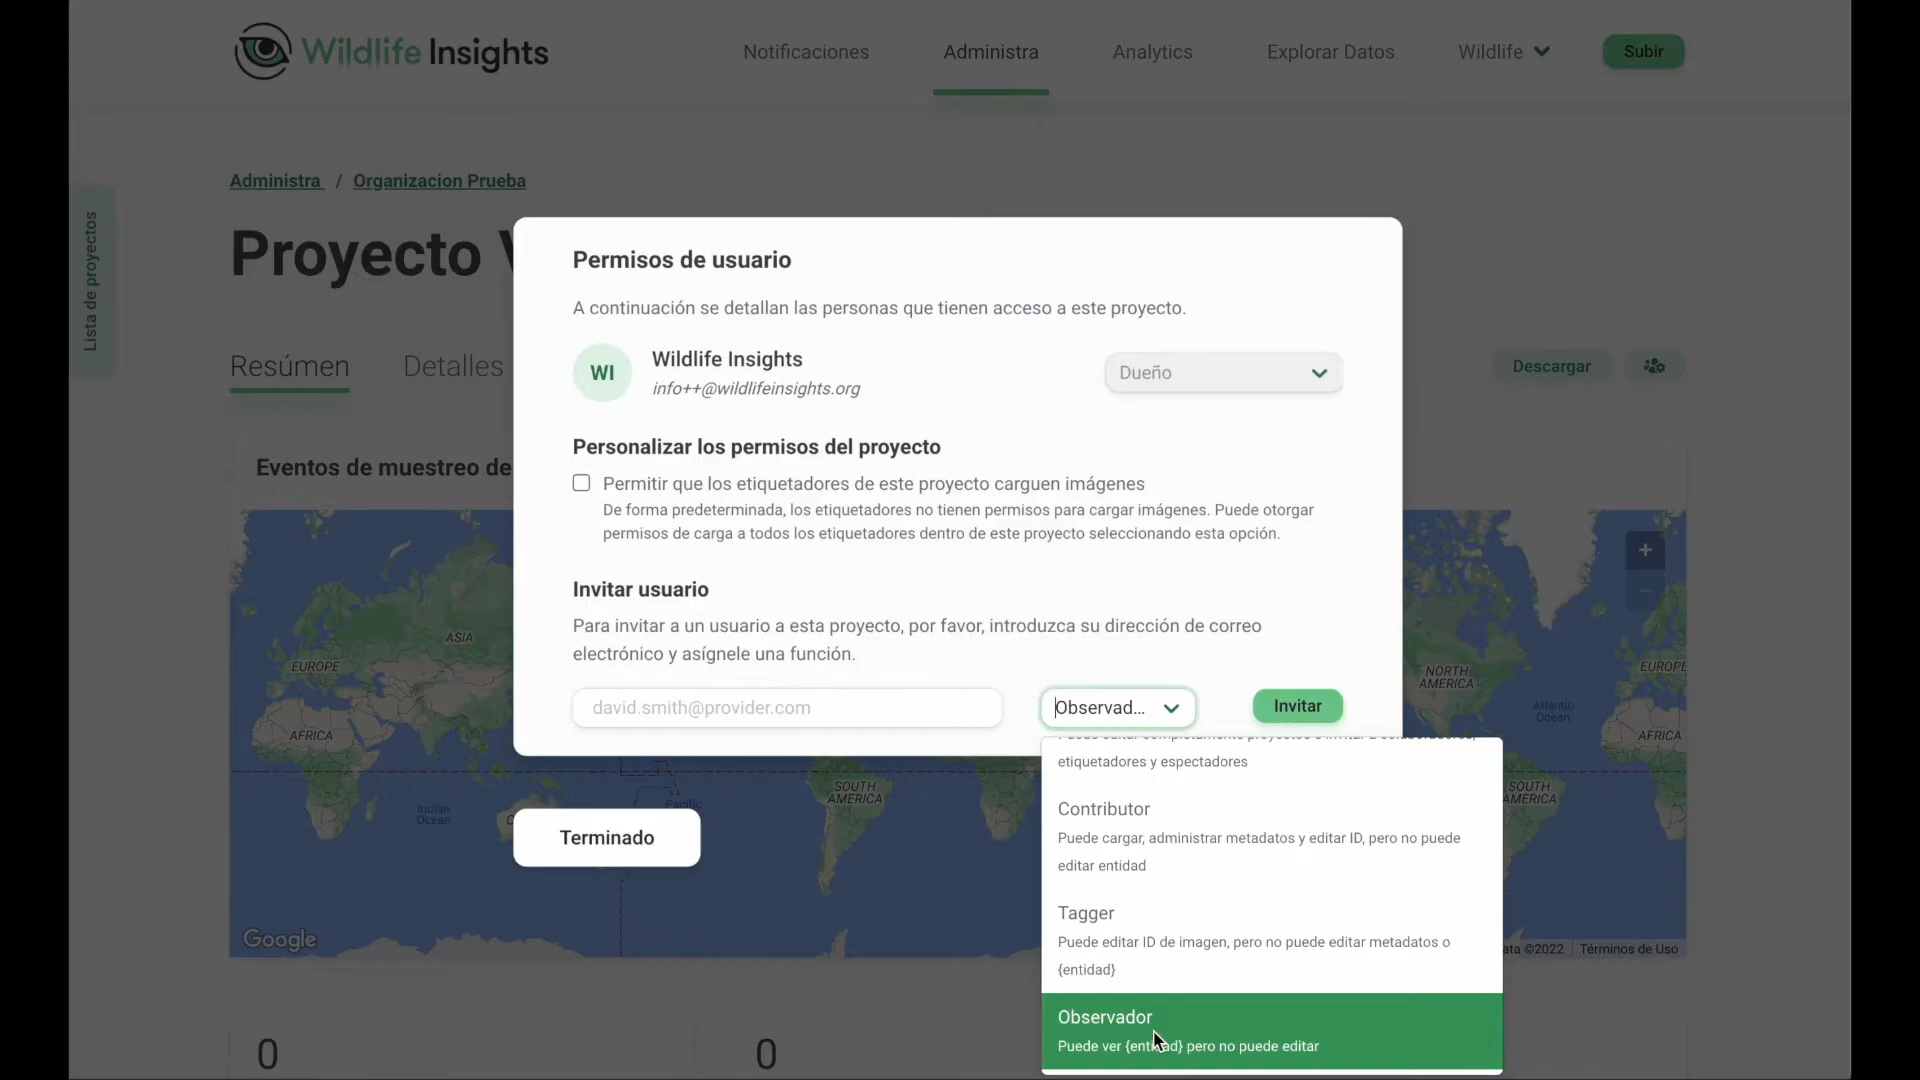 Wildlife Insights
Notificaciones
Administra
Analytics
Explorar Datos
Wildlife
Subir
Lista de proyectos
Administra / Organizacion Prueba
Proyecto
Resúmen
Detalles
Descargar
Eventos de muestreo de
Permisos de usuario
A continuación se detallan las personas que tienen acceso a este proyecto.
WI
Wildlife Insights
info++@wildlifeinsights.org
Dueño
Personalizar los permisos del proyecto
Permitir que los etiquetadores de este proyecto carguen imágenes
De forma predeterminada, los etiquetadores no tienen permisos para cargar imágenes. Puede otorgar
permisos de carga a todos los etiquetadores dentro de este proyecto seleccionando esta opción.
Invitar usuario
Para invitar a un usuario a esta proyecto, por favor, introduzca su dirección de correo
electrónico y asígnele una función.
david.smith@provider.com
Observad...
Invitar
etiquetadores y espectadores
Contributor
Puede cargar, administrar metadatos y editar ID, pero no puede
editar entidad
Tagger
Puede editar ID de imagen, pero no puede editar metadatos o
{entidad}
Observador
Puede ver {entidad} pero no puede editar
Terminado
ASIA
EUROPE
AFRICA
Indian
Ocean
Pacific
SOUTH
AMERICA
NORTH
AMERICA
Atlantic
Ocean
EUROPE
AFRICA
SOUTH
AMERICA
+
Google
ata ©2022
Términos de Uso
0
0